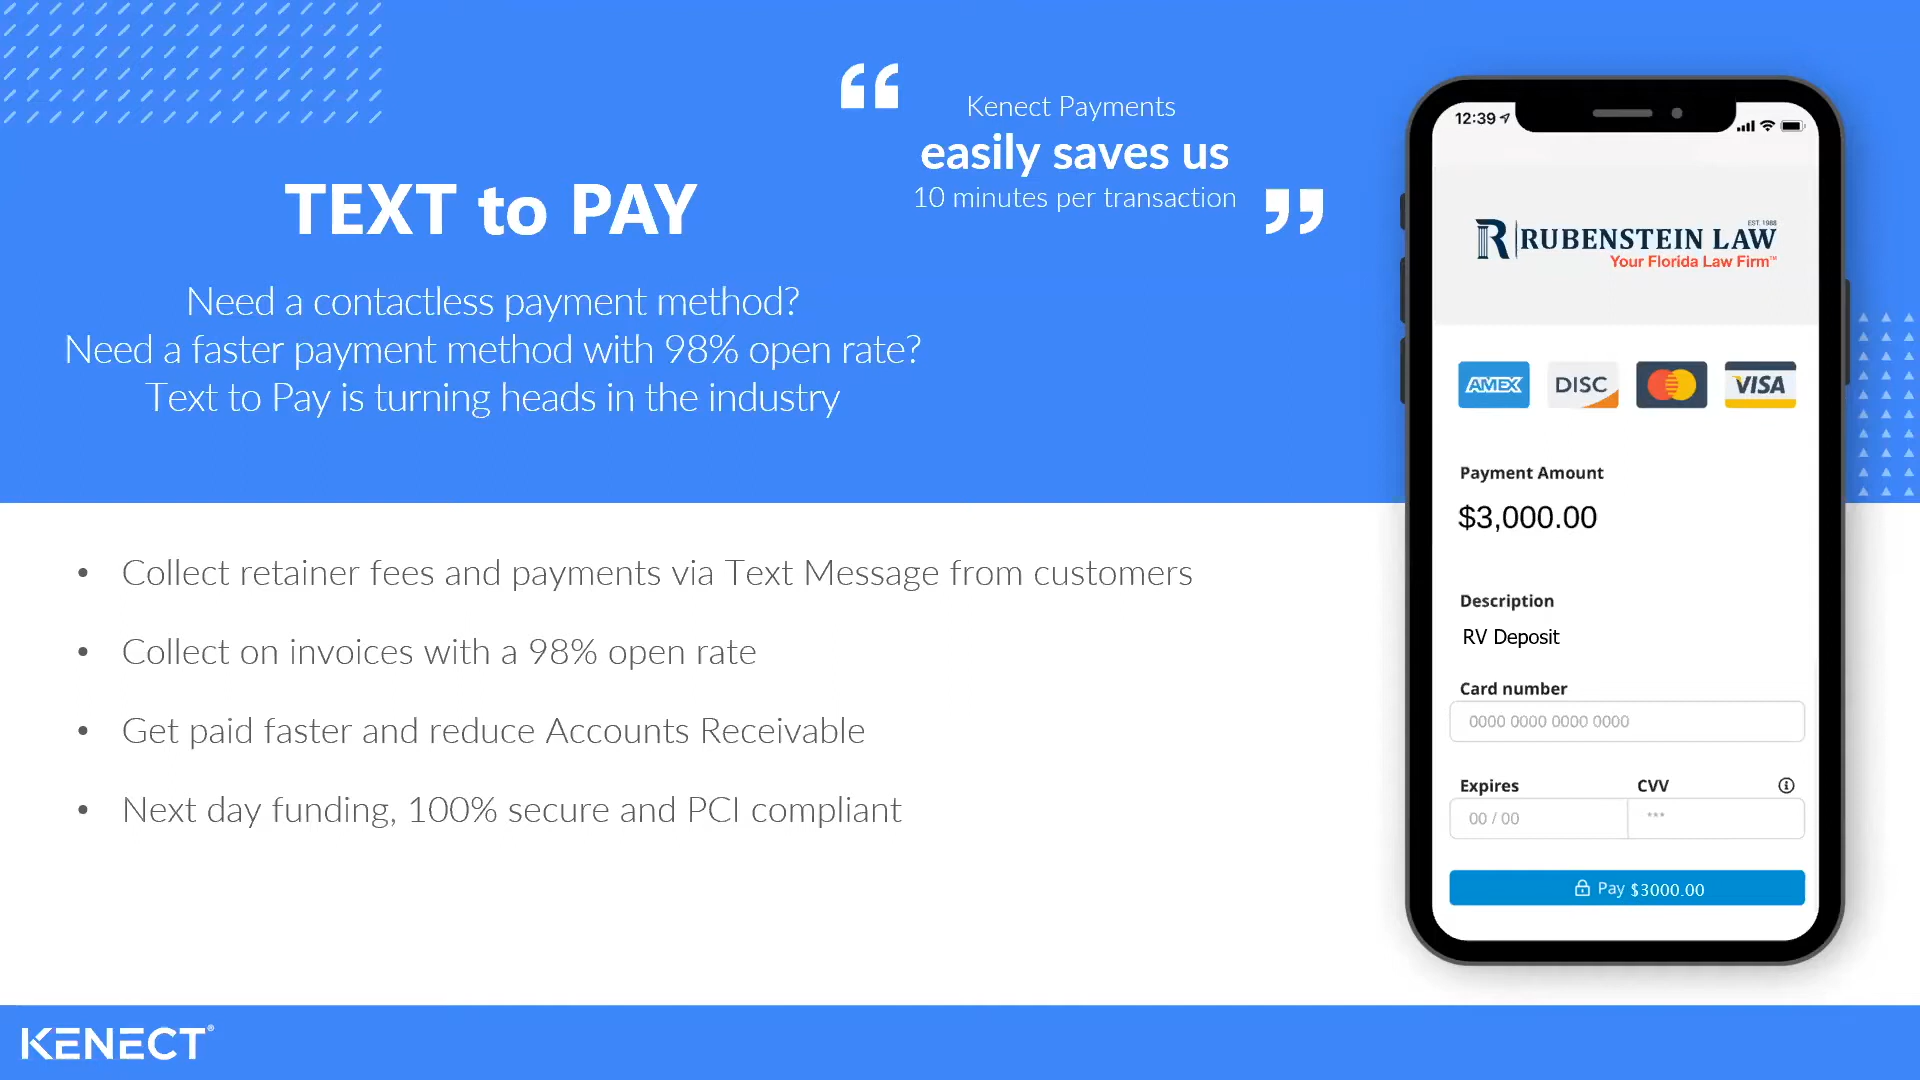 “
Kenect Payments
easily saves us
10 minutes per transaction
”
TEXT to PAY
Need a contactless payment method?
Need a faster payment method with 98% open rate?
Text to Pay is turning heads in the industry
• Collect retainer fees and payments via Text Message from customers
• Collect on invoices with a 98% open rate
• Get paid faster and reduce Accounts Receivable
• Next day funding, 100% secure and PCI compliant
12:39
EST. 1988
R RUBENSTEIN LAW
Your Florida Law Firm™
AMEX DISC VISA
Payment Amount
$3,000.00
Description
RV Deposit
Card number
0000 0000 0000 0000
Expires CVV
00 / 00 ***
Pay $3000.00
KENECT®